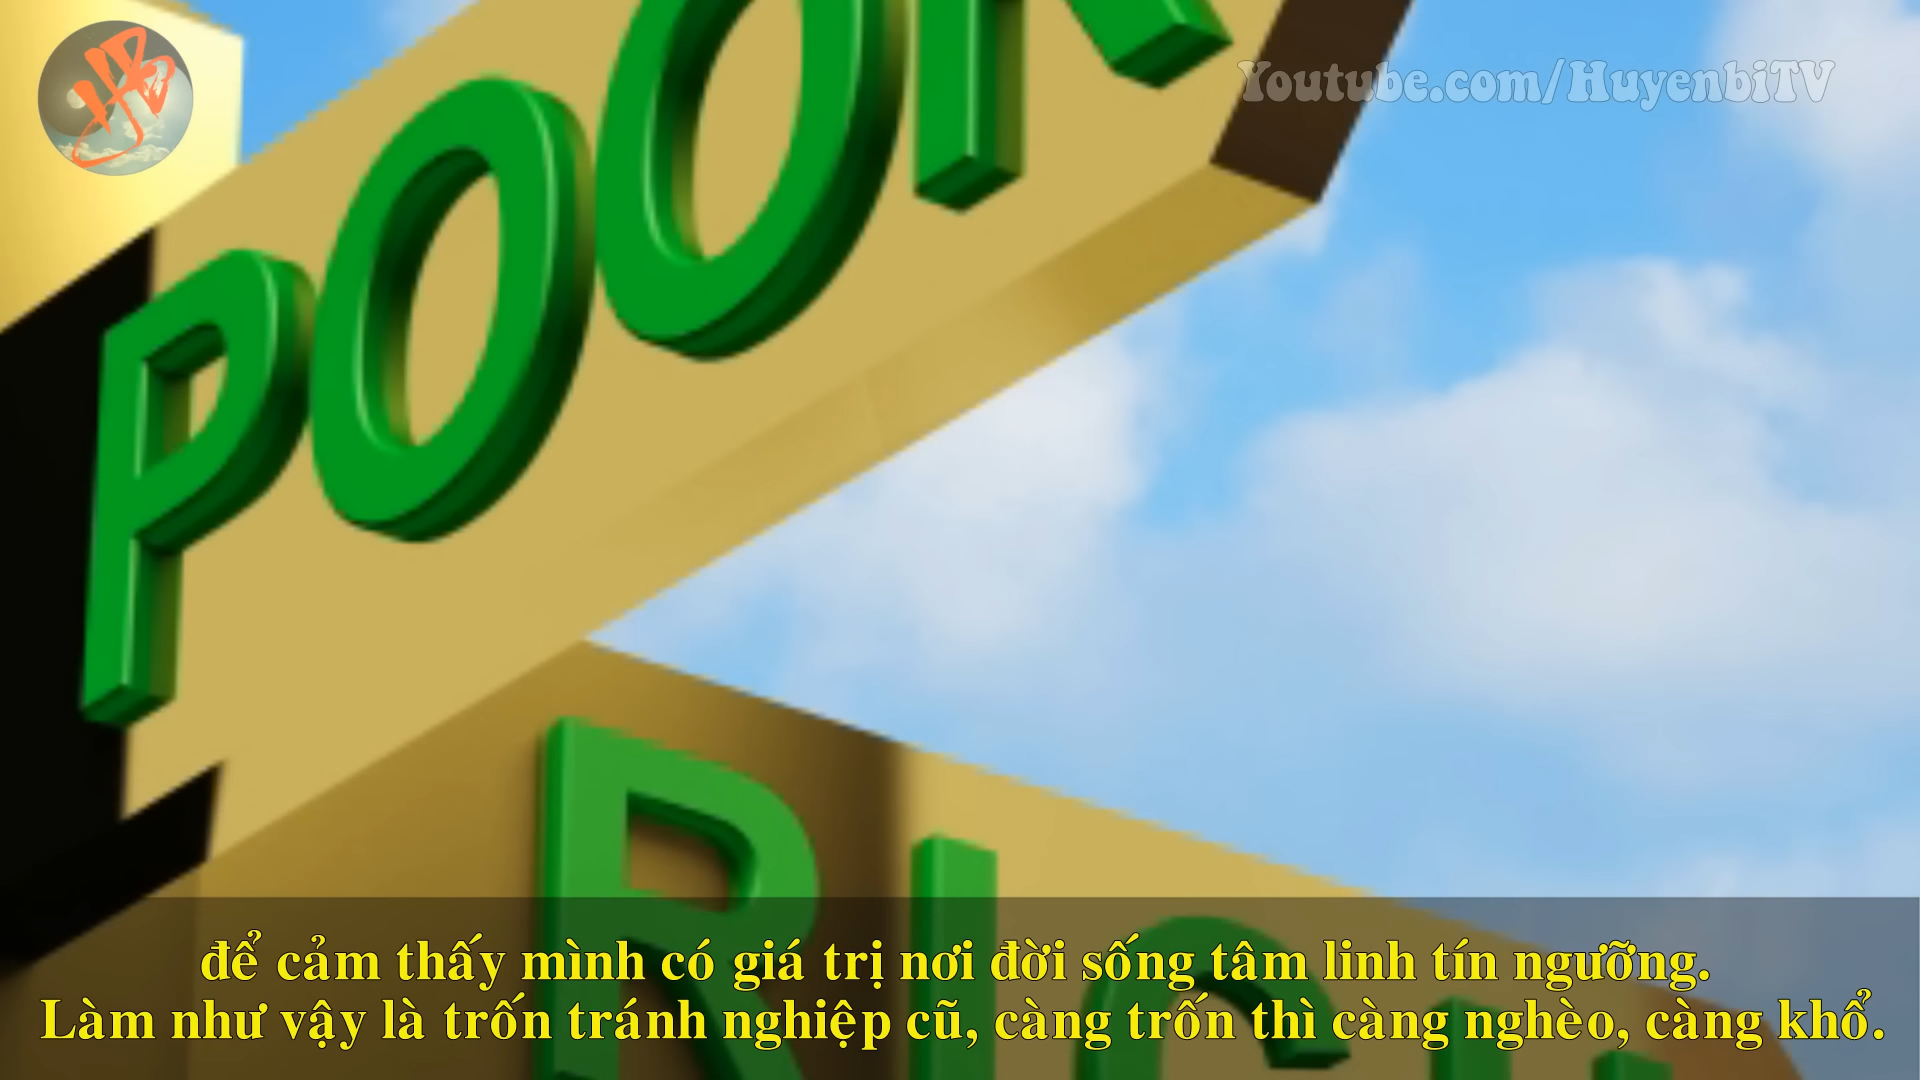 Youtube.com/HuyenbiTV
POOR
RICH
để cảm thấy mình có giá trị nơi đời sống tâm linh tín ngưỡng.
Làm như vậy là trốn tránh nghiệp cũ, càng trốn thì càng nghèo, càng khổ.